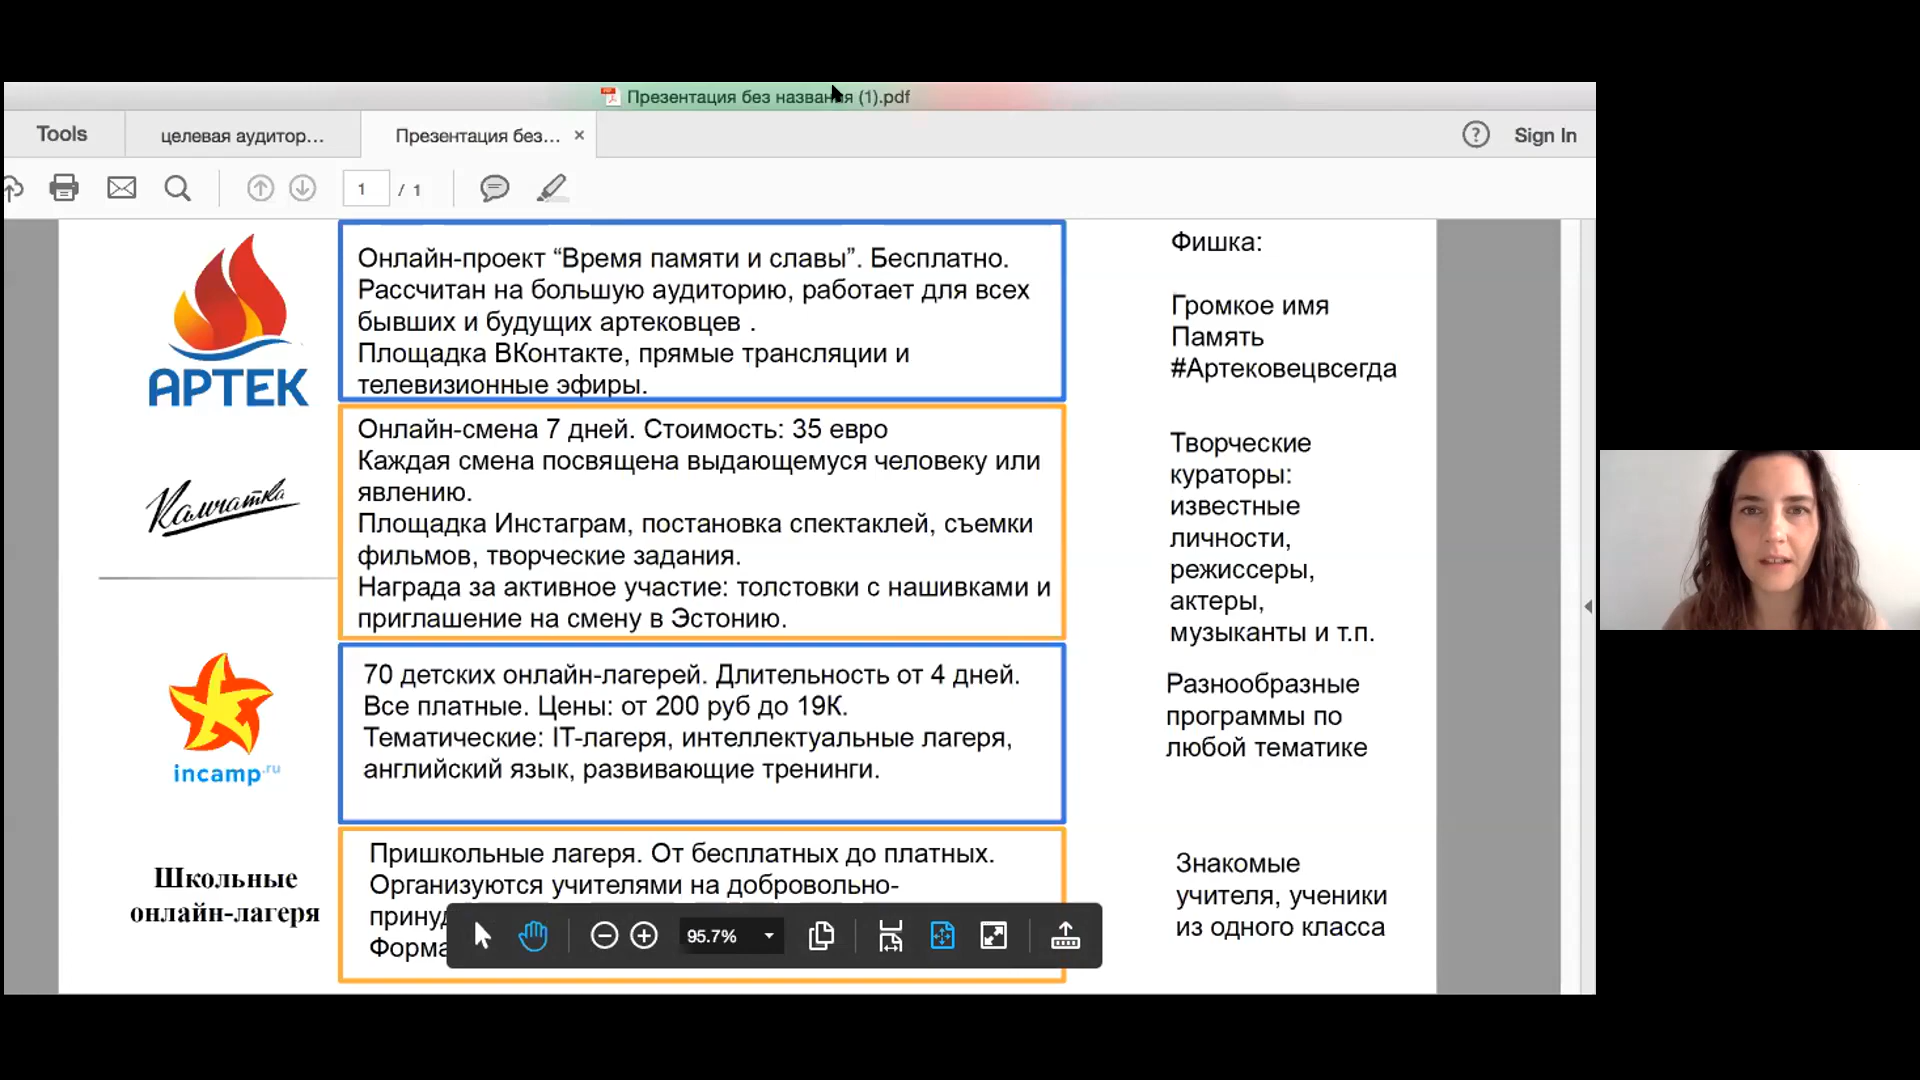 Презентация без названия (1).pdf
Tools
целевая аудитор...
Презентация без...
Sign In
1 / 1
АРТЕК
Онлайн-проект “Время памяти и славы”. Бесплатно.
Рассчитан на большую аудиторию, работает для всех
бывших и будущих артековцев .
Площадка ВКонтакте, прямые трансляции и
телевизионные эфиры.
Фишка:
Громкое имя
Память
#Артековецвсегда
Камчатка
Онлайн-смена 7 дней. Стоимость: 35 евро
Каждая смена посвящена выдающемуся человеку или
явлению.
Площадка Инстаграм, постановка спектаклей, съемки
фильмов, творческие задания.
Награда за активное участие: толстовки с нашивками и
приглашение на смену в Эстонию.
Творческие
кураторы:
известные
личности,
режиссеры,
актеры,
музыканты и т.п.
incamp.ru
70 детских онлайн-лагерей. Длительность от 4 дней.
Все платные. Цены: от 200 руб до 19К.
Тематические: IT-лагеря, интеллектуальные лагеря,
английский язык, развивающие тренинги.
Разнообразные
программы по
любой тематике
Школьные
онлайн-лагеря
Пришкольные лагеря. От бесплатных до платных.
Организуются учителями на добровольно-
Знакомые
учителя, ученики
из одного класса
95.7%